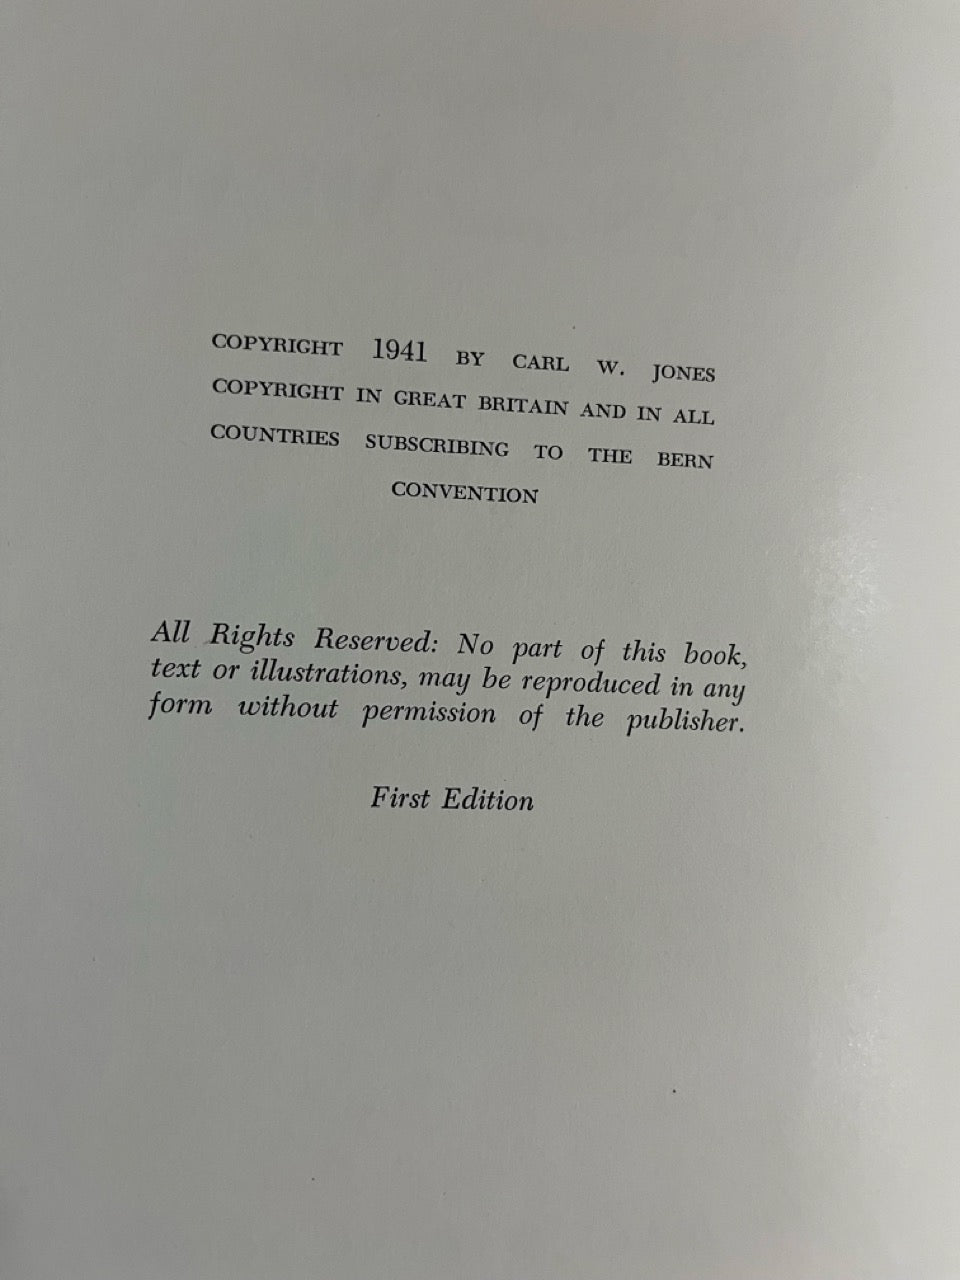 COPYRIGHT 1941 BY CARL W. JONES
COPYRIGHT IN GREAT BRITAIN AND IN ALL
COUNTRIES SUBSCRIBING TO THE BERN
CONVENTION
All Rights Reserved: No part of this book,
text or illustrations, may be reproduced in any
form without permission of the publisher.
First Edition